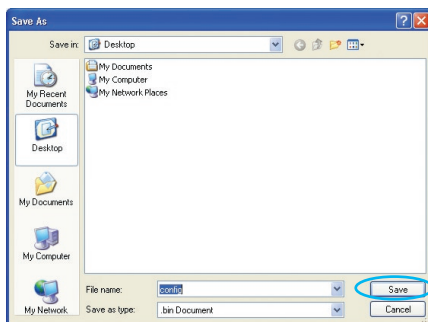 Save As
Save in:
Desktop
My Recent
Documents
Desktop
My Documents
My Computer
My Network
My Documents
My Computer
My Network Places
File name:
config
Save
Save as type:
.bin Document
Cancel